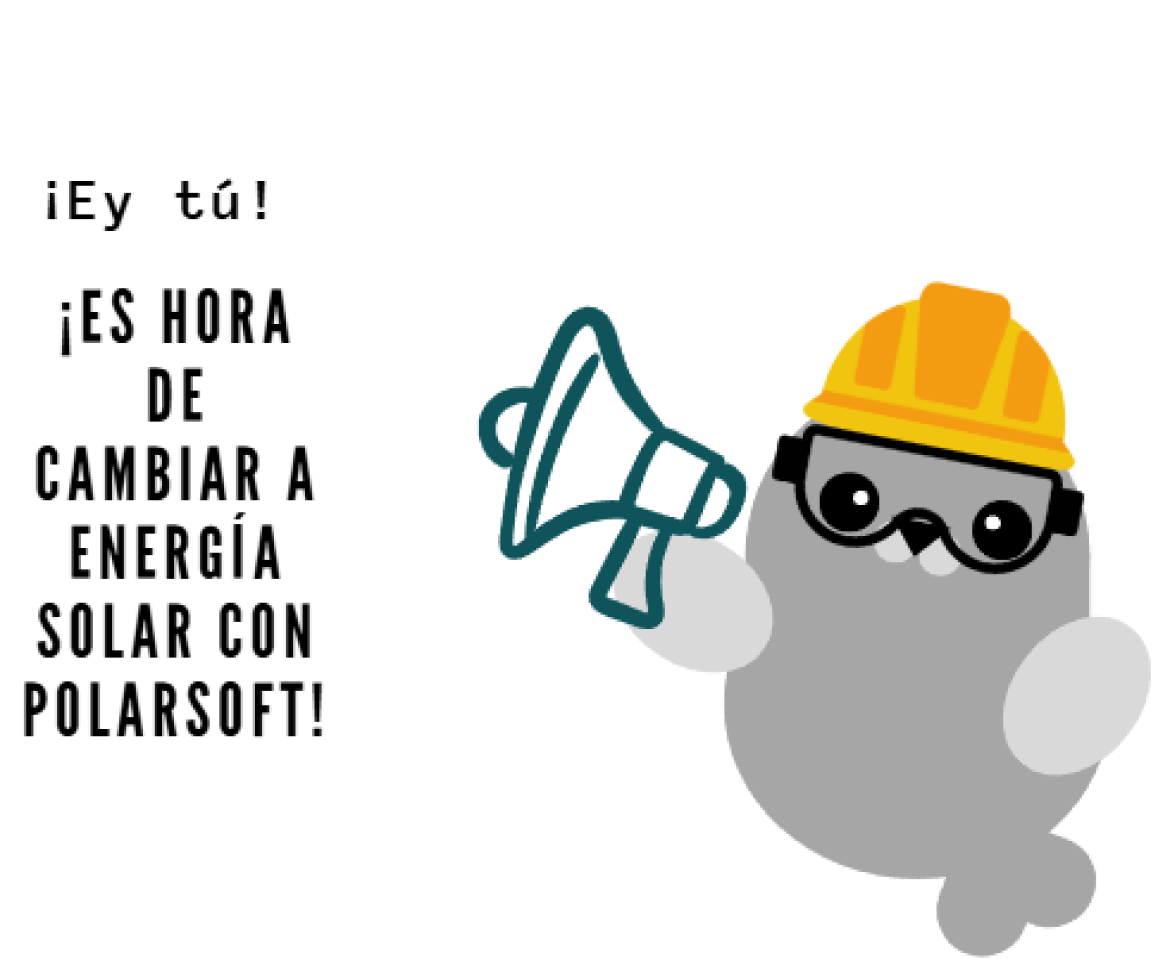 ¡Ey tú!
¡ES HORA
DE
CAMBIAR A
ENERGÍA
SOLAR CON
POLARSOFT!